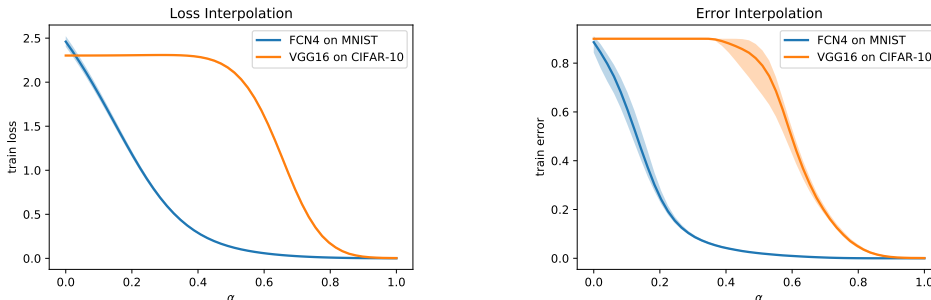 Loss Interpolation
2.5
2.0
1.5
1.0
0.5
0.0
train loss
FCN4 on MNIST
VGG16 on CIFAR-10
0.0 0.2 0.4 0.6 0.8 1.0
α
Error Interpolation
0.8
0.6
0.4
0.2
0.0
train error
FCN4 on MNIST
VGG16 on CIFAR-10
0.0 0.2 0.4 0.6 0.8 1.0
α